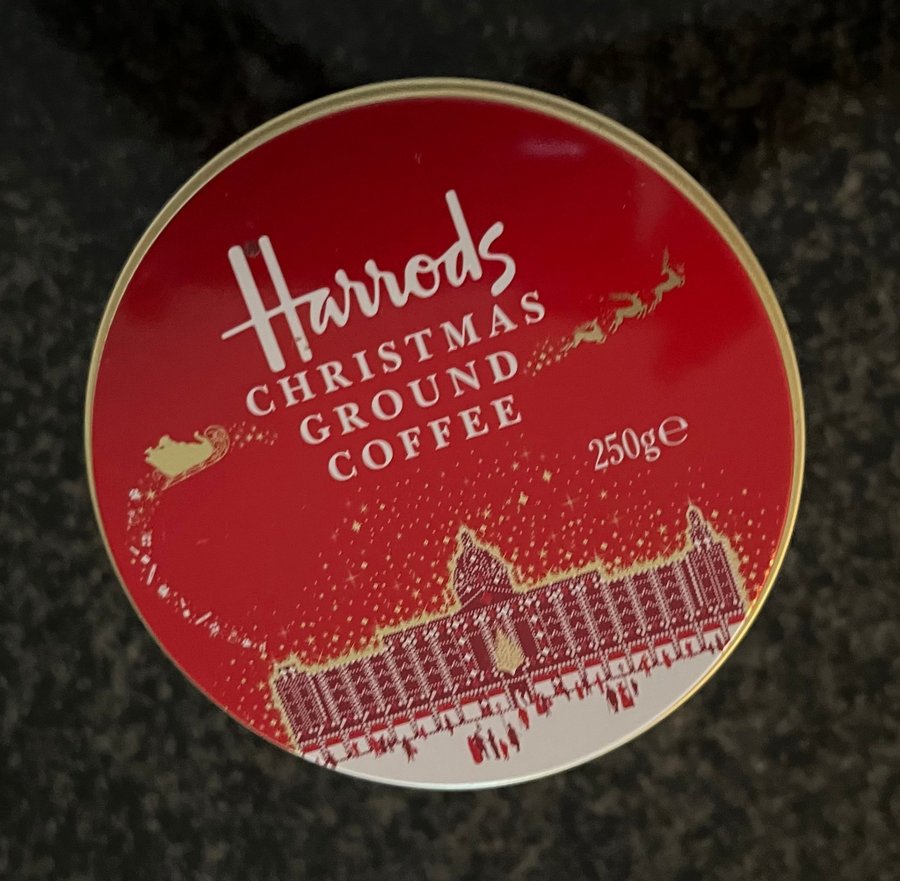 Harrods
CHRISTMAS
GROUND
COFFEE
250g℮